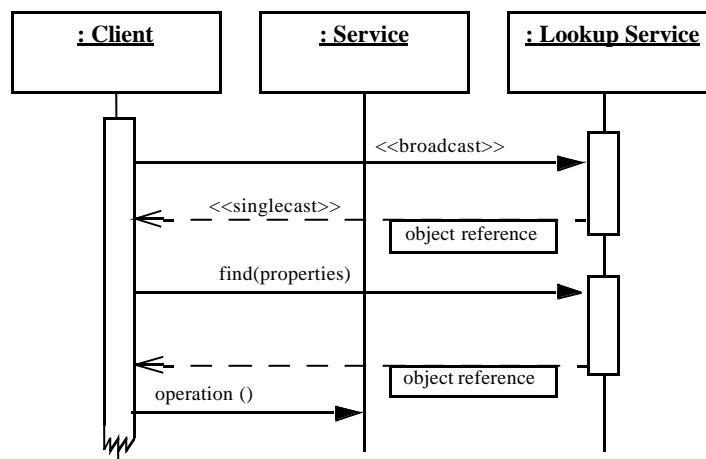 : Client
: Service
: Lookup Service
<<broadcast>>
<<singlecast>>
object reference
find(properties)
object reference
operation ()